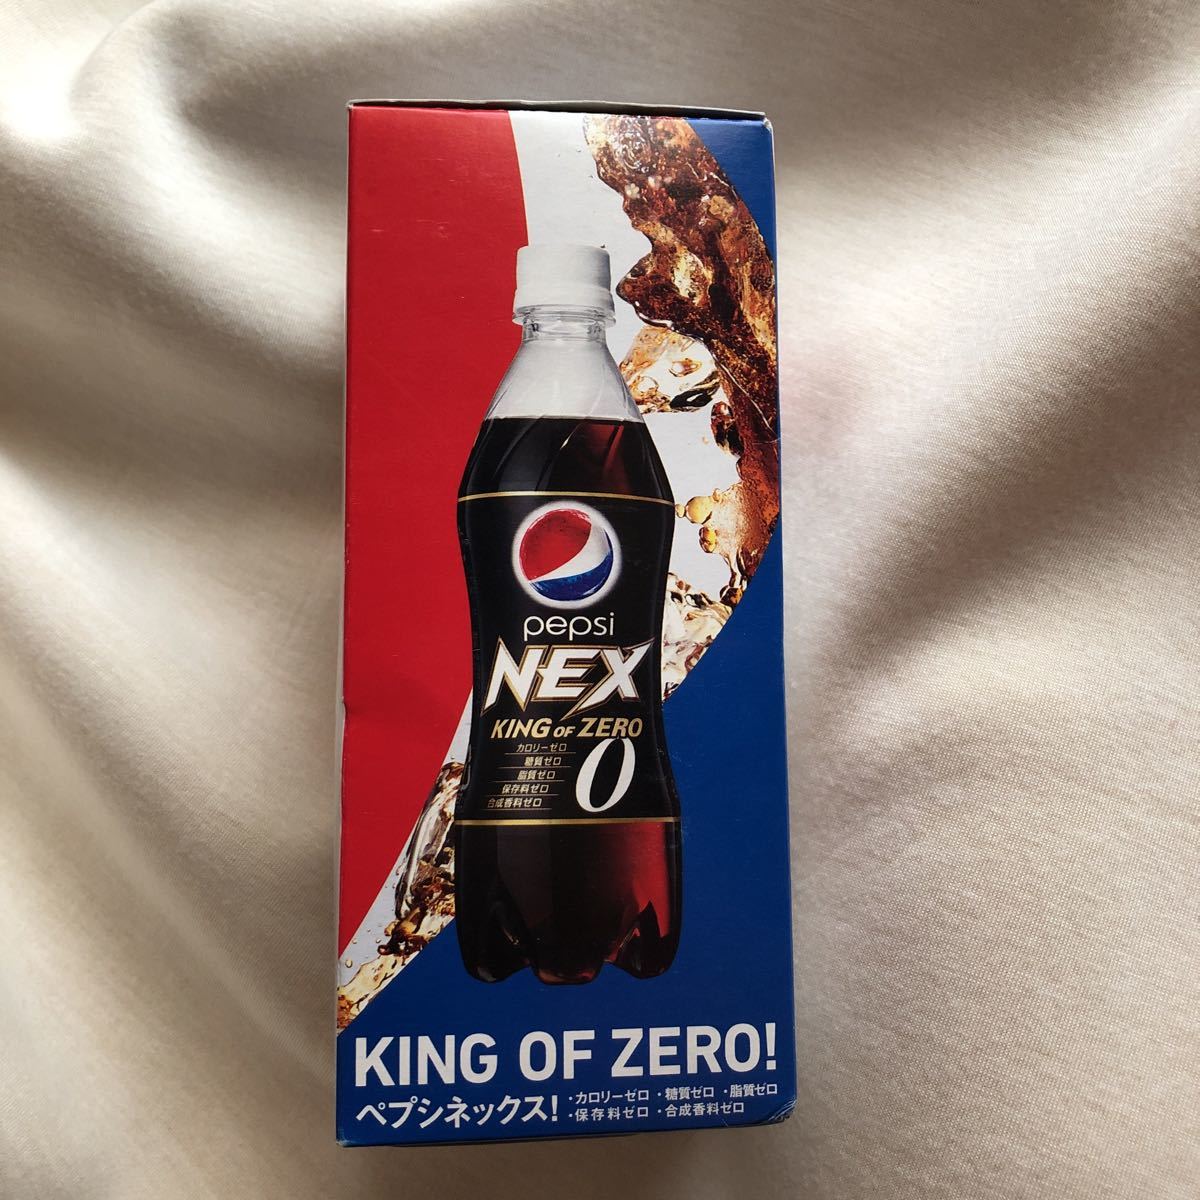 pepsi
NEX
KING OF ZERO
カロリーゼロ
糖質ゼロ
脂質ゼロ
保存料ゼロ
合成香料ゼロ
0
KING OF ZERO!
ペプシネックス!
・カロリーゼロ ・糖質ゼロ ・脂質ゼロ
・保存料ゼロ ・合成香料ゼロ